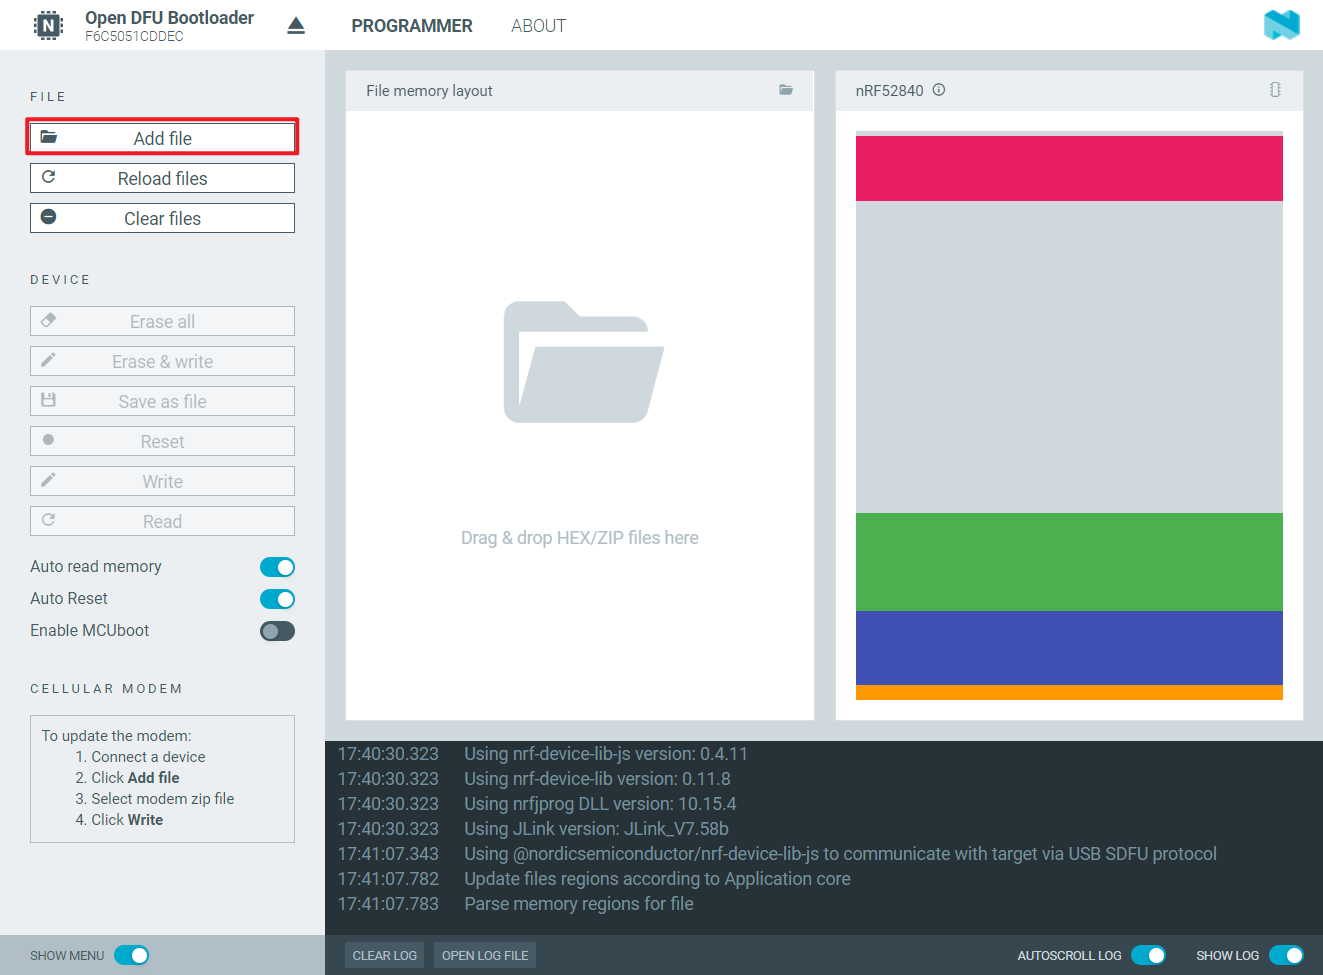 Open DFU Bootloader
F6C5051CDDEC
PROGRAMMER
ABOUT
FILE
Add file
Reload files
Clear files
DEVICE
Erase all
Erase & write
Save as file
Reset
Write
Read
Auto read memory
Auto Reset
Enable MCUboot
CELLULAR MODEM
To update the modem:
1. Connect a device
2. Click Add file
3. Select modem zip file
4. Click Write
SHOW MENU
File memory layout
Drag & drop HEX/ZIP files here
nRF52840
17:40:30.323 Using nrf-device-lib-js version: 0.4.11
17:40:30.323 Using nrf-device-lib version: 0.11.8
17:40:30.323 Using nrfjprog DLL version: 10.15.4
17:40:30.323 Using JLink version: JLink_V7.58b
17:41:07.343 Using @nordicsemiconductor/nrf-device-lib-js to communicate with target via USB SDFU protocol
17:41:07.782 Update files regions according to Application core
17:41:07.783 Parse memory regions for file
CLEAR LOG
OPEN LOG FILE
AUTOSCROLL LOG
SHOW LOG